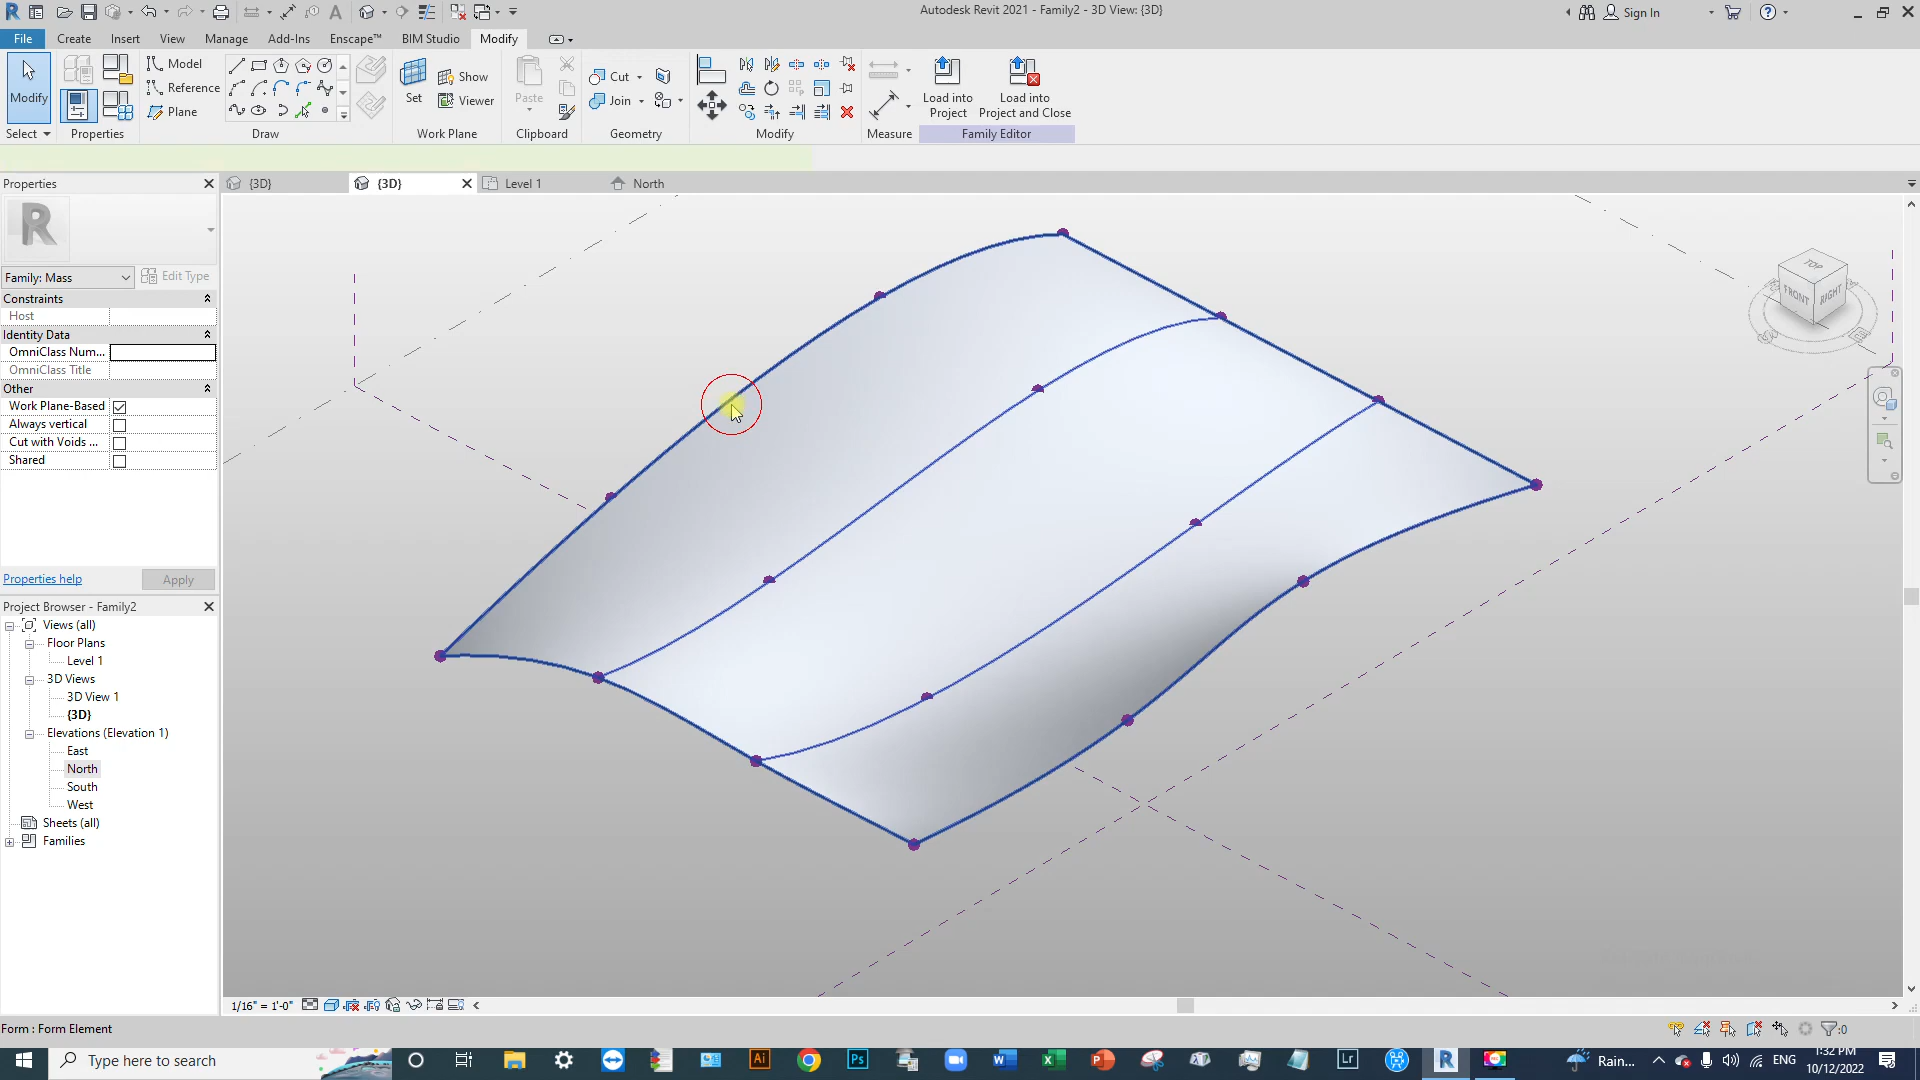 Autodesk Revit 2021 - Family2 - 3D View: {3D}
Sign In
File Create Insert View Manage Add-Ins Enscape™ BIM Studio Modify
Modify
Select
Properties
Model
Reference
Plane
Draw
Set
Show
Viewer
Work Plane
Paste
Clipboard
Cut
Join
Geometry
Modify
Measure
Load into
Project
Load into
Project and Close
Family Editor
Properties
{3D}
{3D}
Level 1
North
Family: Mass
Edit Type
Constraints
Host
Identity Data
OmniClass Num...
OmniClass Title
Other
Work Plane-Based
Always vertical
Cut with Voids ...
Shared
Properties help
Apply
Project Browser - Family2
Views (all)
Floor Plans
Level 1
3D Views
3D View 1
{3D}
Elevations (Elevation 1)
East
North
South
West
Sheets (all)
Families
TOP
FRONT
RIGHT
1/16" = 1'-0"
Form : Form Element
:0
Type here to search
Rain...
ENG
1:32 PM
10/12/2022